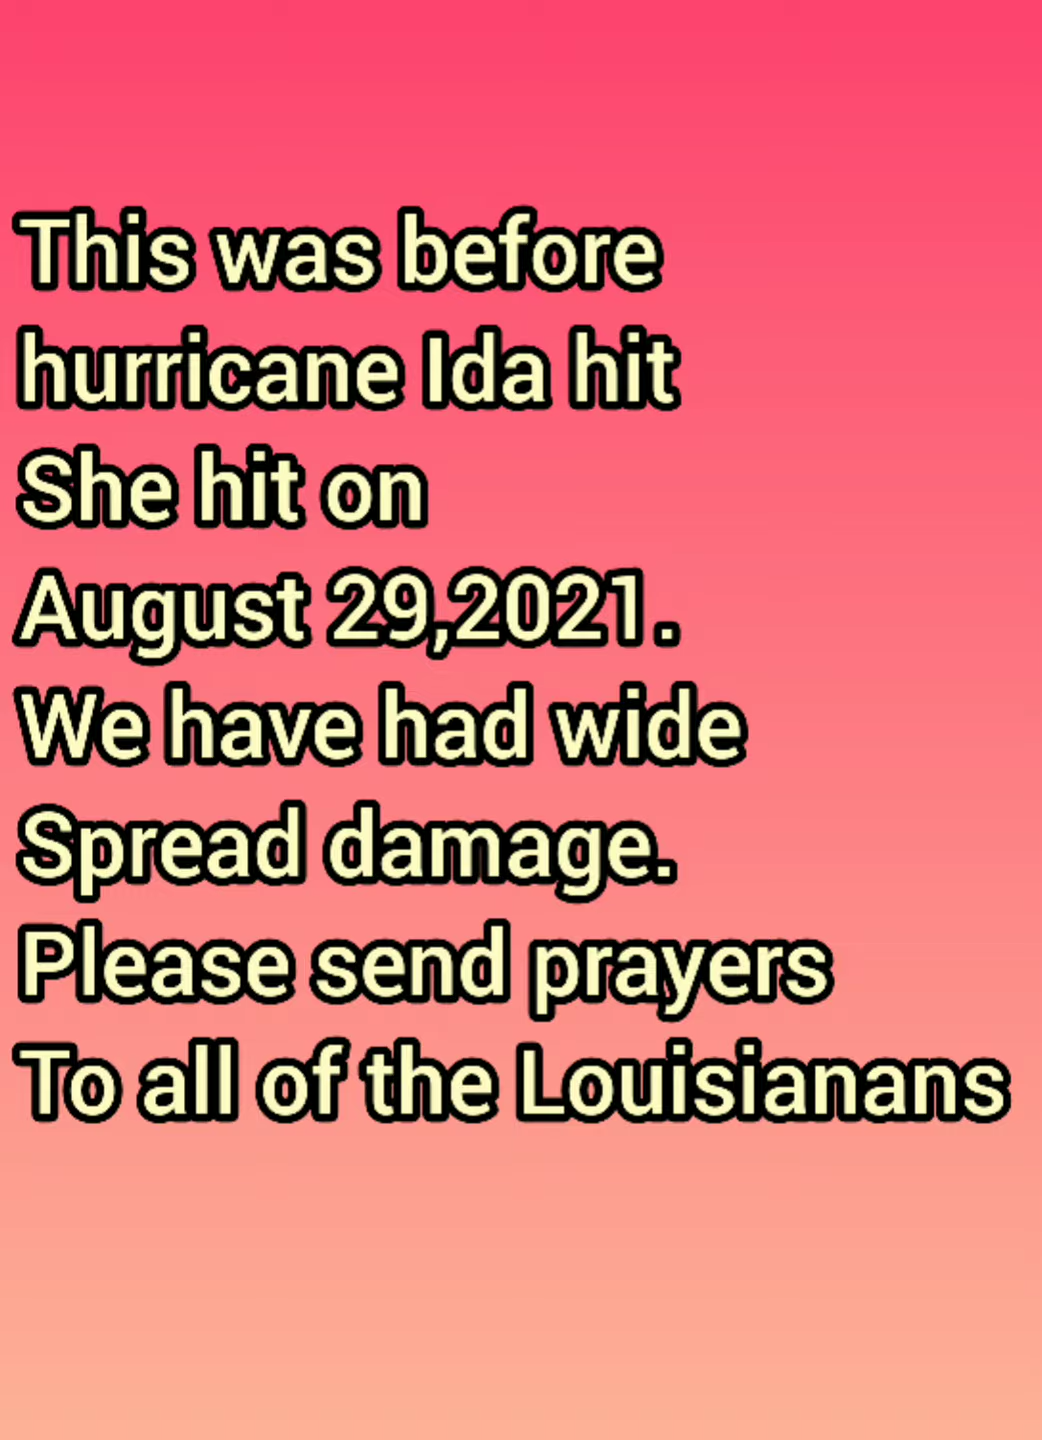 This was before
hurricane Ida hit
She hit on
August 29,2021.
We have had wide
Spread damage.
Please send prayers
To all of the Louisianans